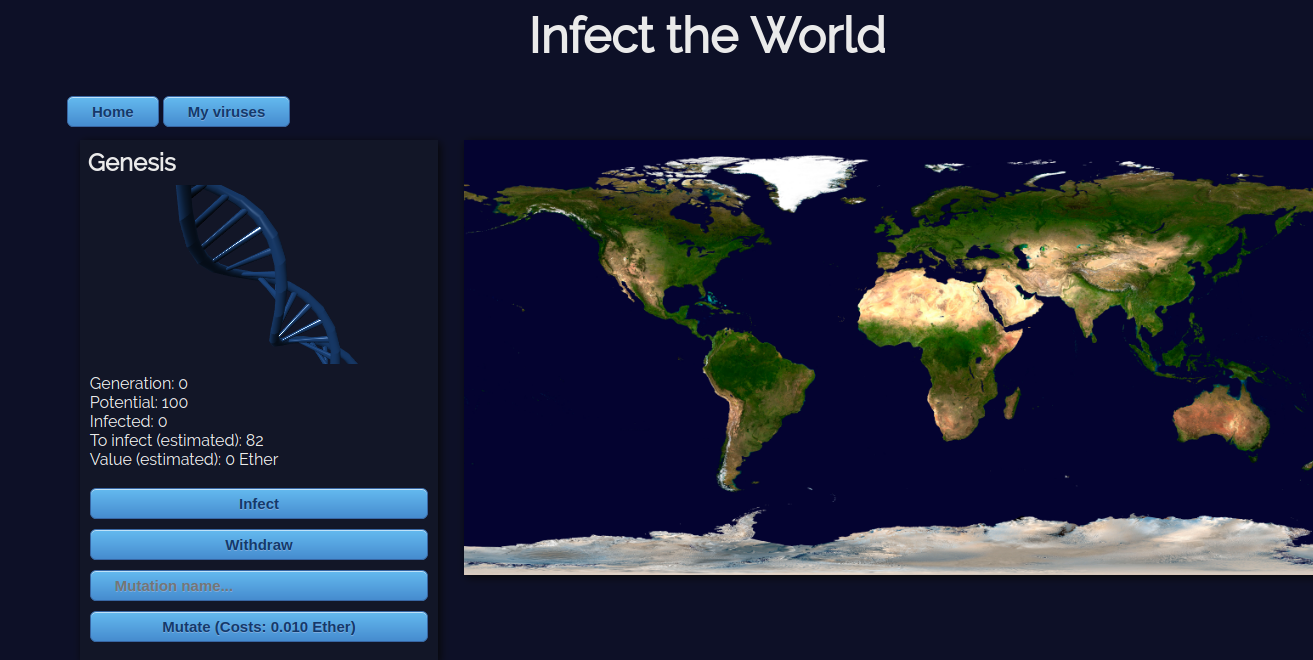 Infect the World
Home
My viruses
Genesis
Generation: 0
Potential: 100
Infected: 0
To infect (estimated): 82
Value (estimated): 0 Ether
Infect
Withdraw
Mutation name...
Mutate (Costs: 0.010 Ether)